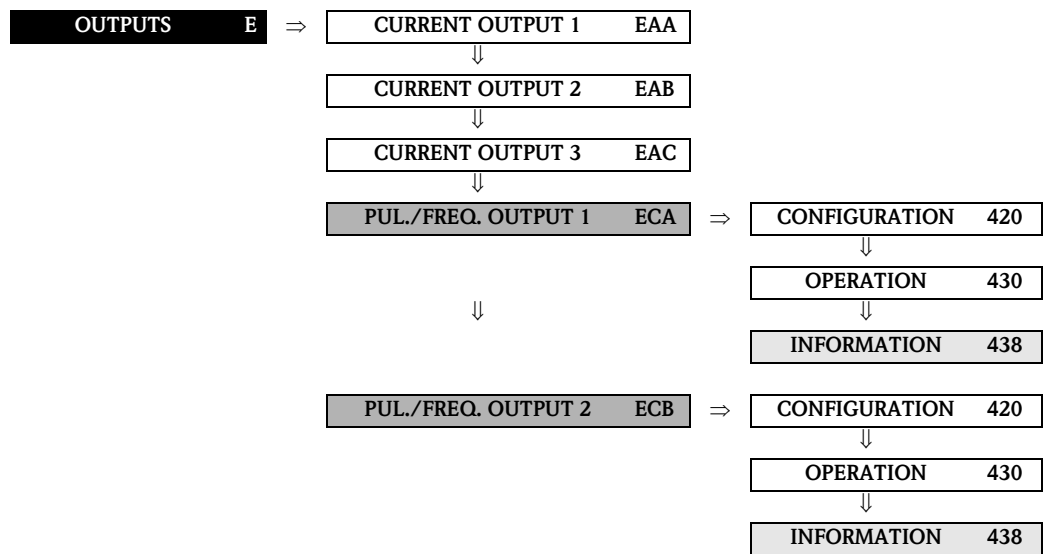 OUTPUTS E ⇒ CURRENT OUTPUT 1 EAA
⇓
CURRENT OUTPUT 2 EAB
⇓
CURRENT OUTPUT 3 EAC
⇓
PUL./FREQ. OUTPUT 1 ECA ⇒ CONFIGURATION 420
⇓
OPERATION 430
⇓ ⇓
INFORMATION 438
PUL./FREQ. OUTPUT 2 ECB ⇒ CONFIGURATION 420
⇓
OPERATION 430
⇓
INFORMATION 438